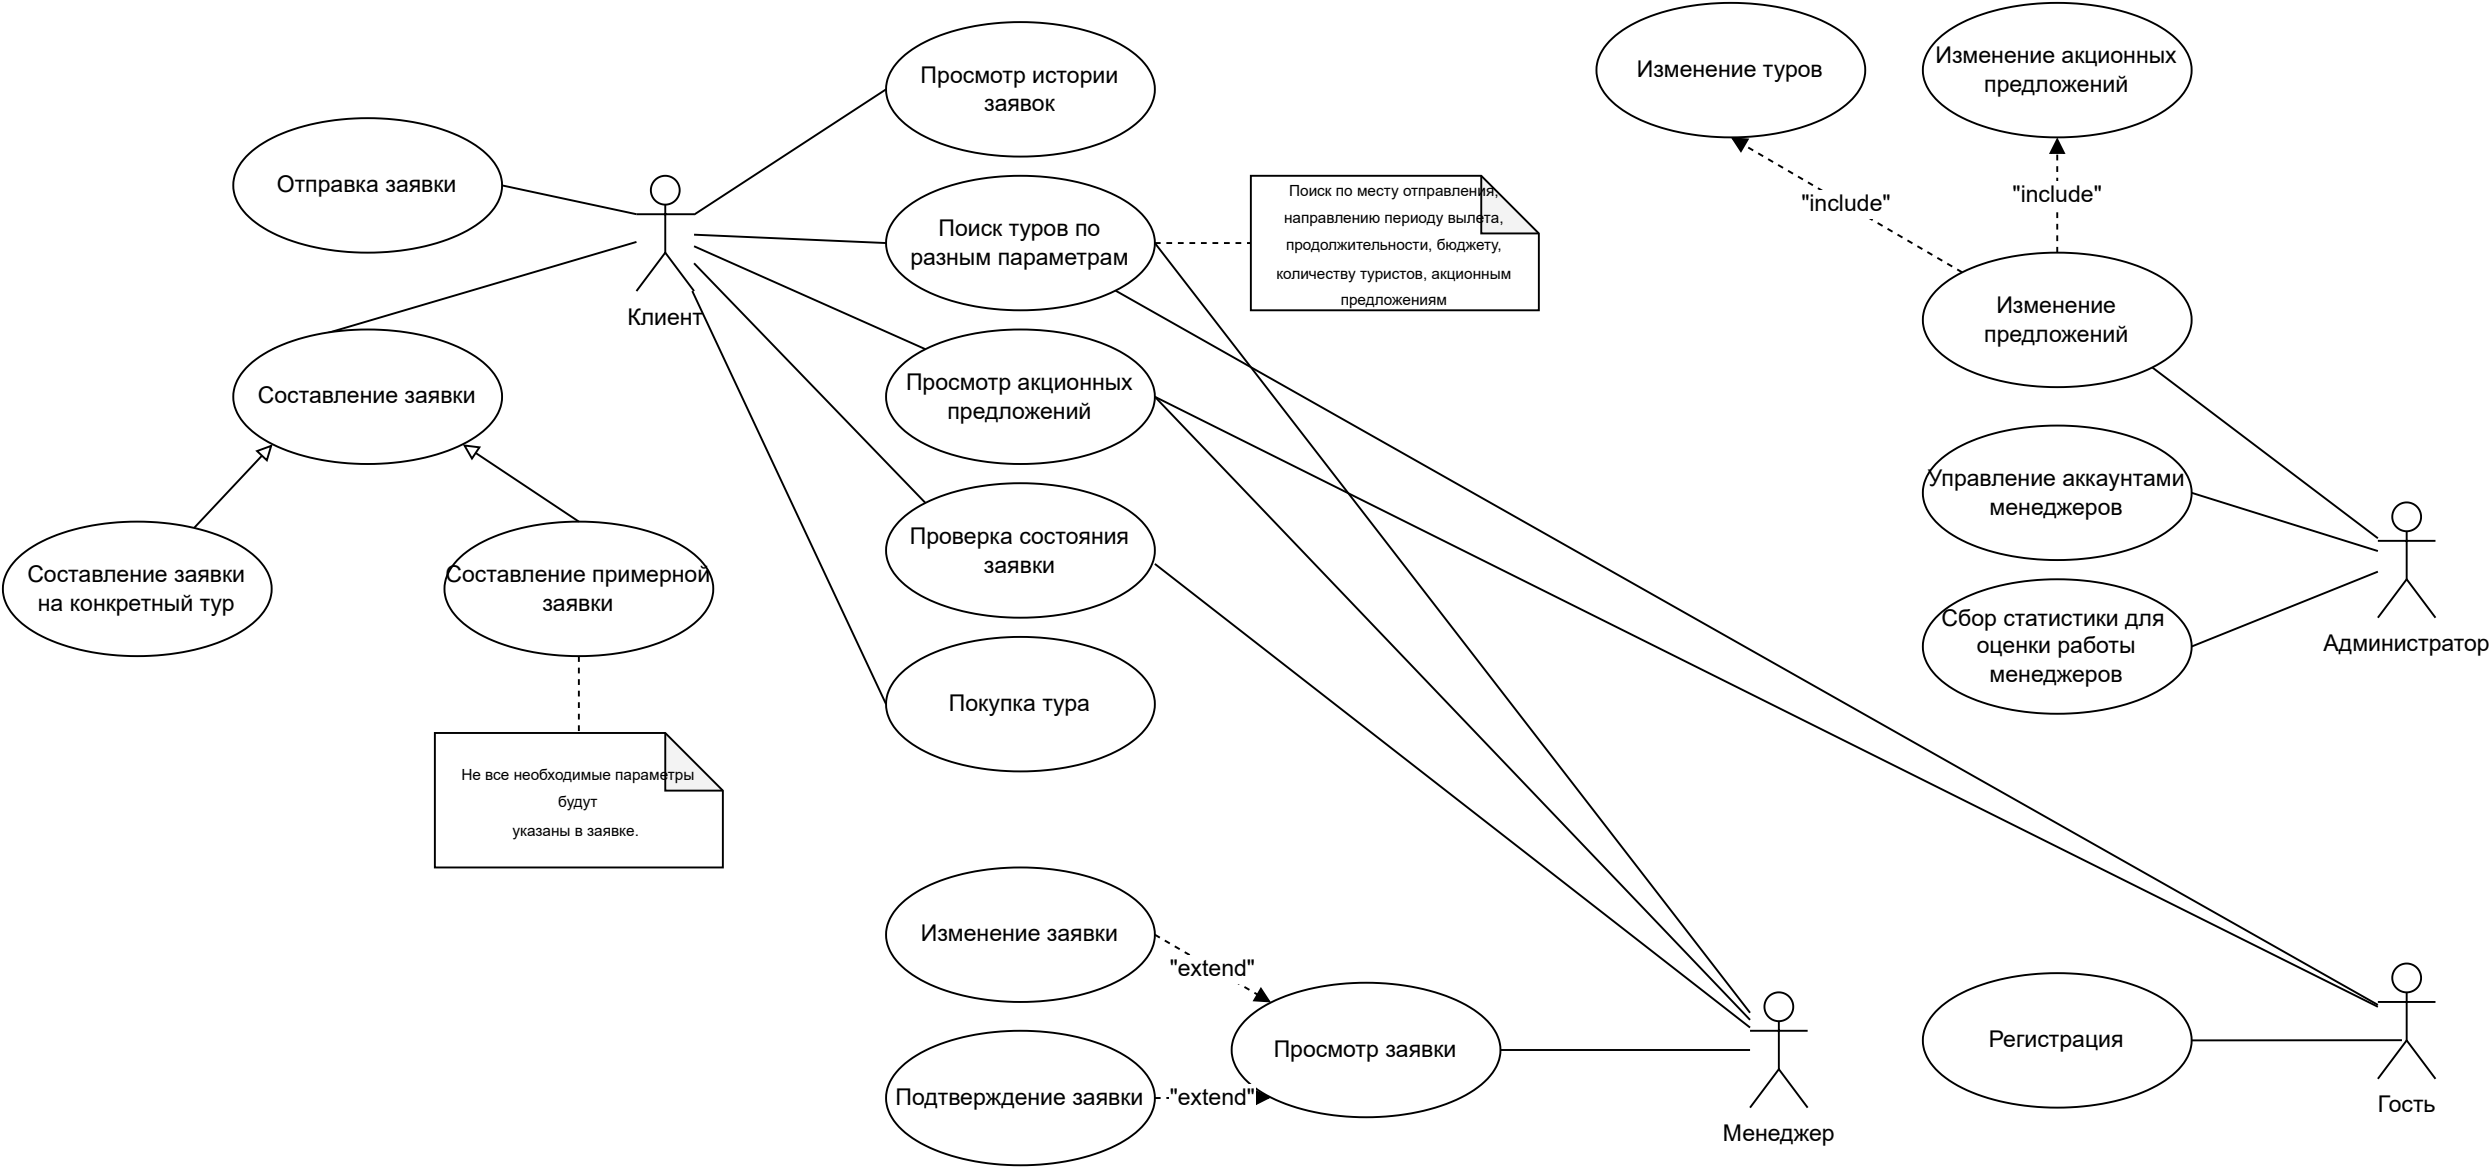 Изменение туров
Изменение акционных
предложений
Просмотр истории
заявок
Отправка заявки
Поиск туров по
разным параметрам
Поиск по месту отправления,
направлению периоду вылета,
продолжительности, бюджету,
количеству туристов, акционным
предложениям
"include"
"include"
Клиент
Изменение
предложений
Составление заявки
Просмотр акционных
предложений
Управление аккаунтами
менеджеров
Проверка состояния
заявки
Составление заявки
на конкретный тур
Составление примерной
заявки
Сбор статистики для
оценки работы
менеджеров
Администратор
Покупка тура
Не все необходимые параметры
будут
указаны в заявке.
Изменение заявки
"extend"
Просмотр заявки
Регистрация
Подтверждение заявки
"extend"
Менеджер
Гость